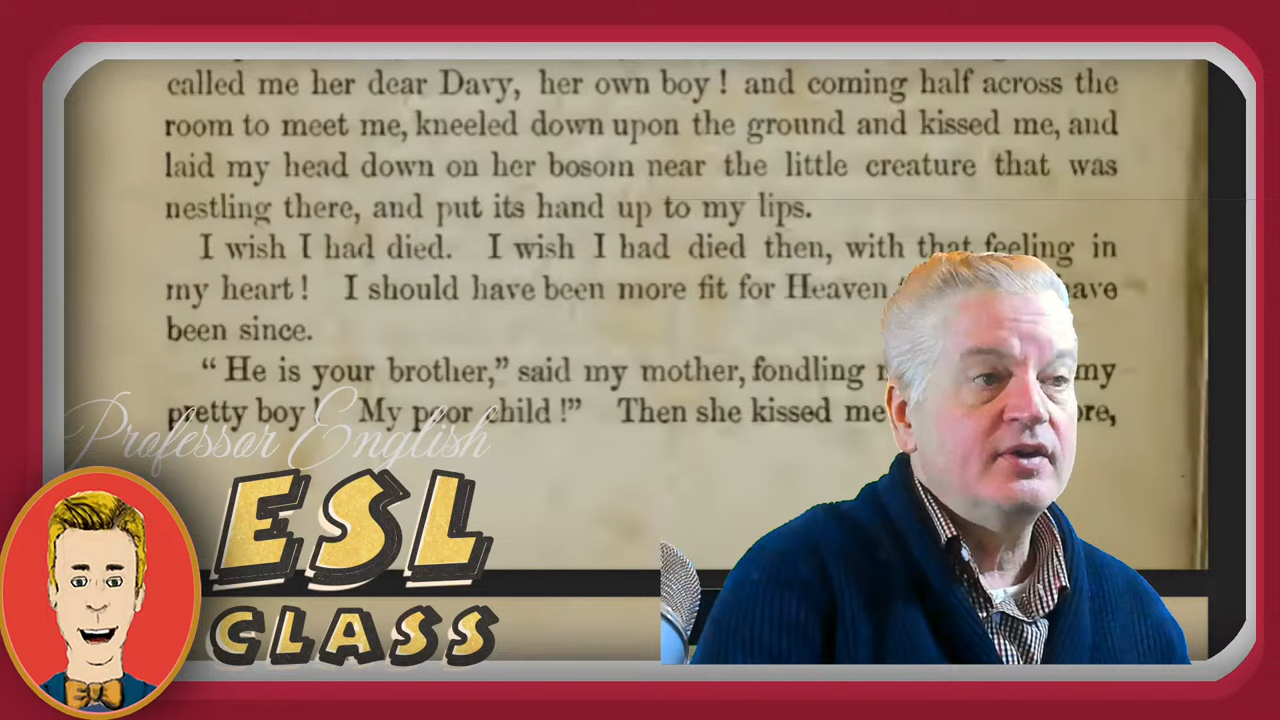 called me her dear Davy, her own boy! and coming half across the
room to meet me, kneeled down upon the ground and kissed me, and
laid my head down on her bosom near the little creature that was
nestling there, and put its hand up to my lips.
I wish I had died. I wish I had died then, with that feeling in
my heart! I should have been more fit for Heaven have
been since.
“ He is your brother,” said my mother, fondling my
pretty boy! My poor child!” Then she kissed me
Professor English
ESL
CLASS